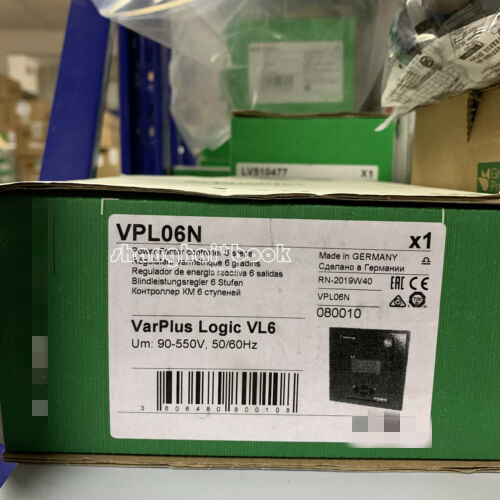 LV510477 X1
VPL06N x1
Power Factor controller 6 steps
Régulateur varmétrique 6 gradins
Regulador de energía reactiva 6 salidas
Blindleistungsregler 6 Stufen
Контроллер КМ 6 ступеней
Made in GERMANY
Сделано в Германии
RN-2019W40
VPL06N
080010
shanghaitbook
VarPlus Logic VL6
Um: 90-550V, 50/60Hz
3 606480 800108